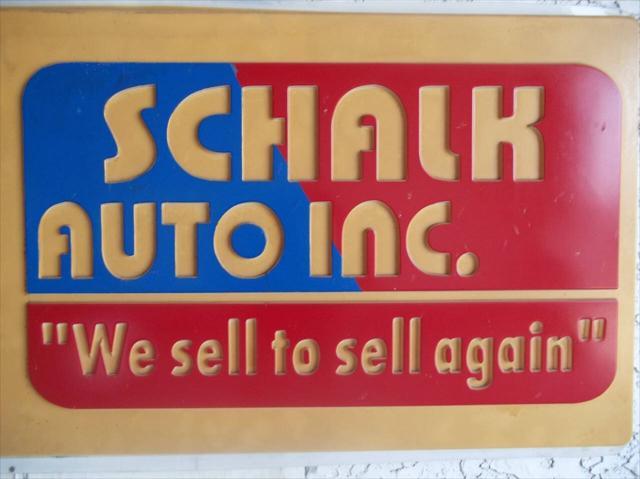 SCHALK
AUTO INC.
"We sell to sell again"